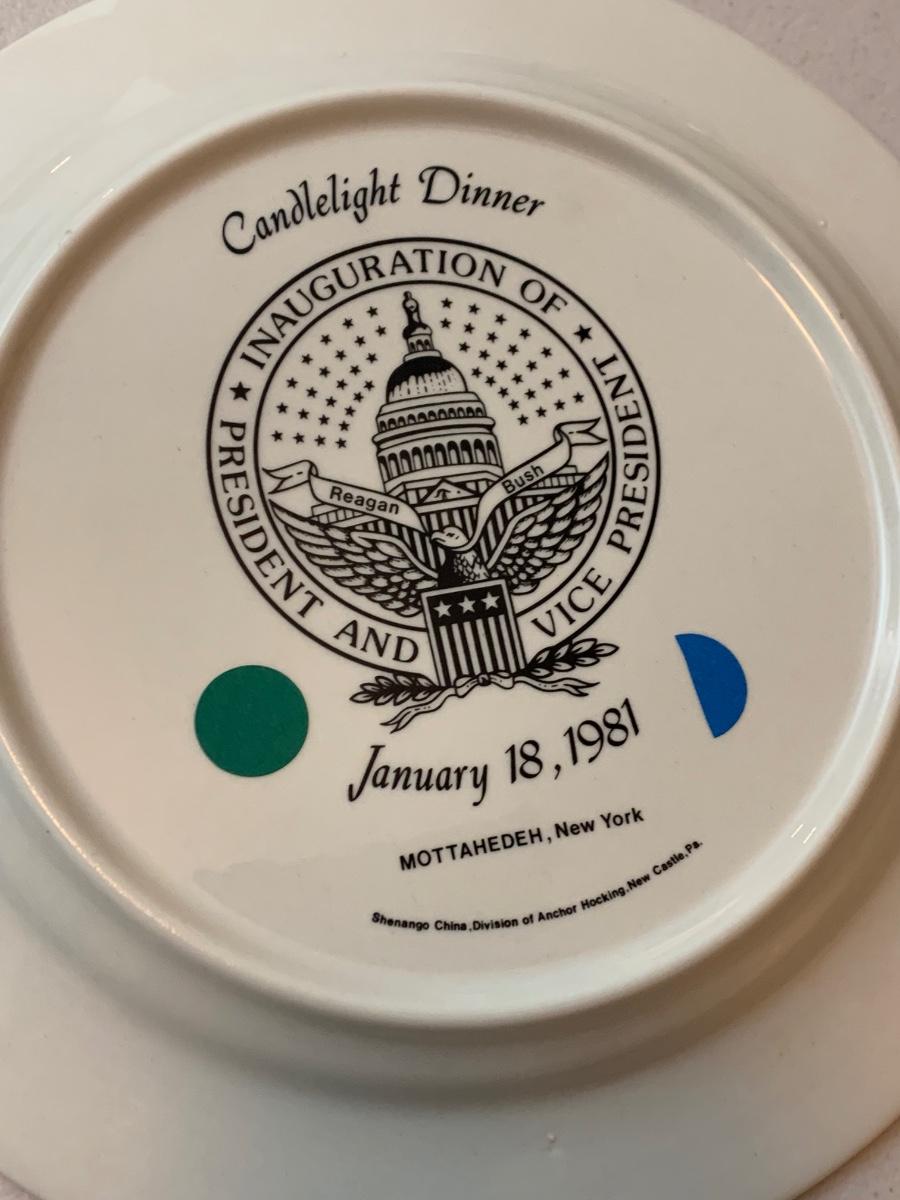 Candlelight Dinner
★ INAUGURATION OF ★
PRESIDENT AND VICE PRESIDENT
Reagan
Bush
January 18, 1981
MOTTAHEDEH, New York
Shenango China, Division of Anchor Hocking, New Castle, Pa.